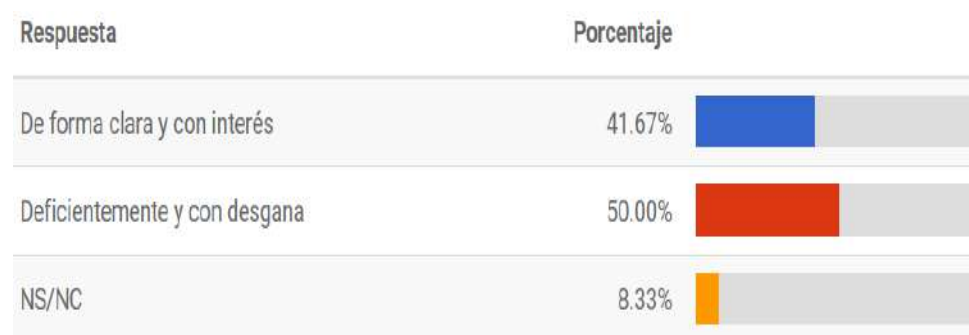 Respuesta Porcentaje
De forma clara y con interés 41.67%
Deficientemente y con desgana 50.00%
NS/NC 8.33%